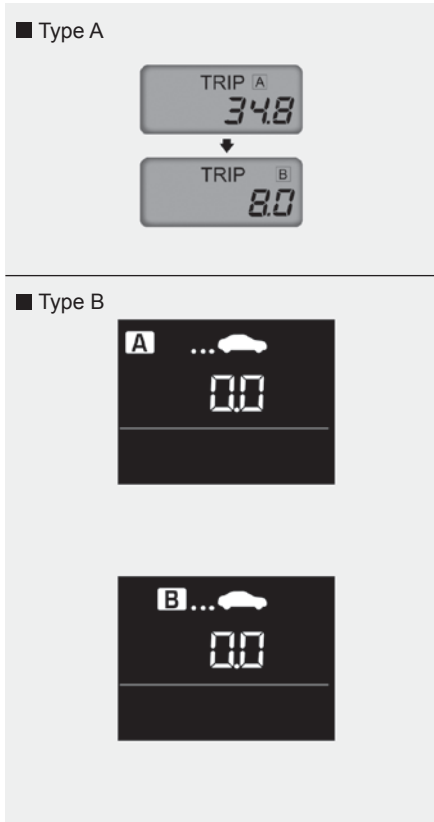 ■ Type A
TRIP A
34.8
TRIP B
8.0
■ Type B
A ...
0.0
B ...
0.0